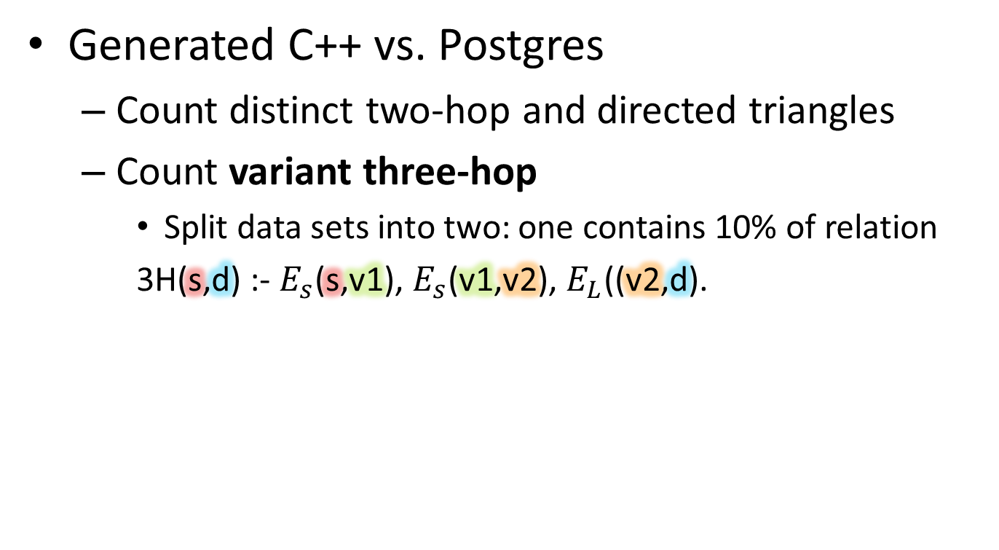 • Generated C++ vs. Postgres
– Count distinct two-hop and directed triangles
– Count variant three-hop
• Split data sets into two: one contains 10% of relation
3H(s,d) :- E_s(s,v1), E_s(v1,v2), E_L((v2,d).